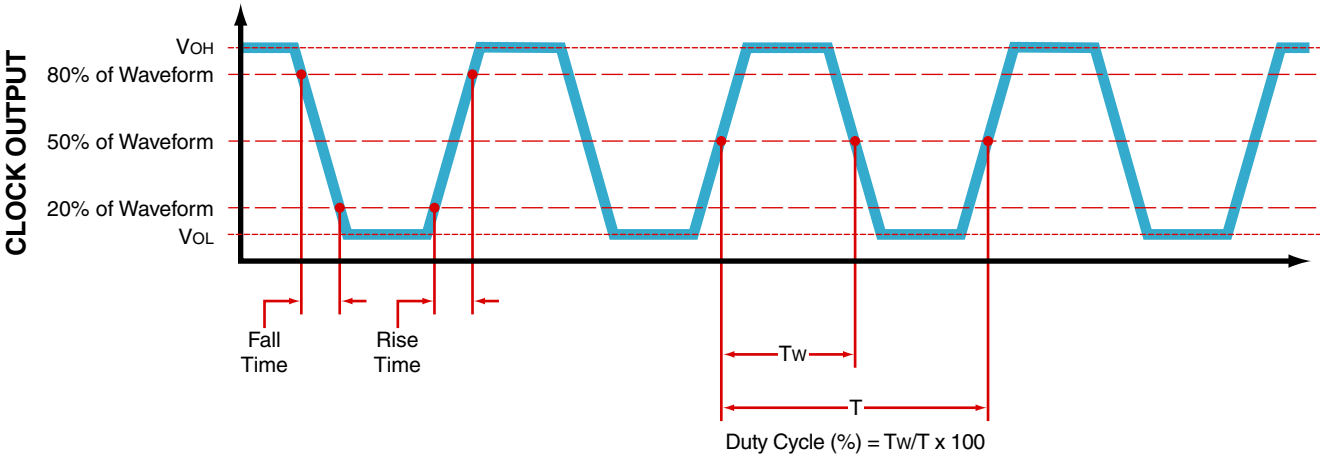 CLOCK OUTPUT
VOH
80% of Waveform
50% of Waveform
20% of Waveform
VOL
Fall
Time
Rise
Time
TW
T
Duty Cycle (%) = TW/T x 100